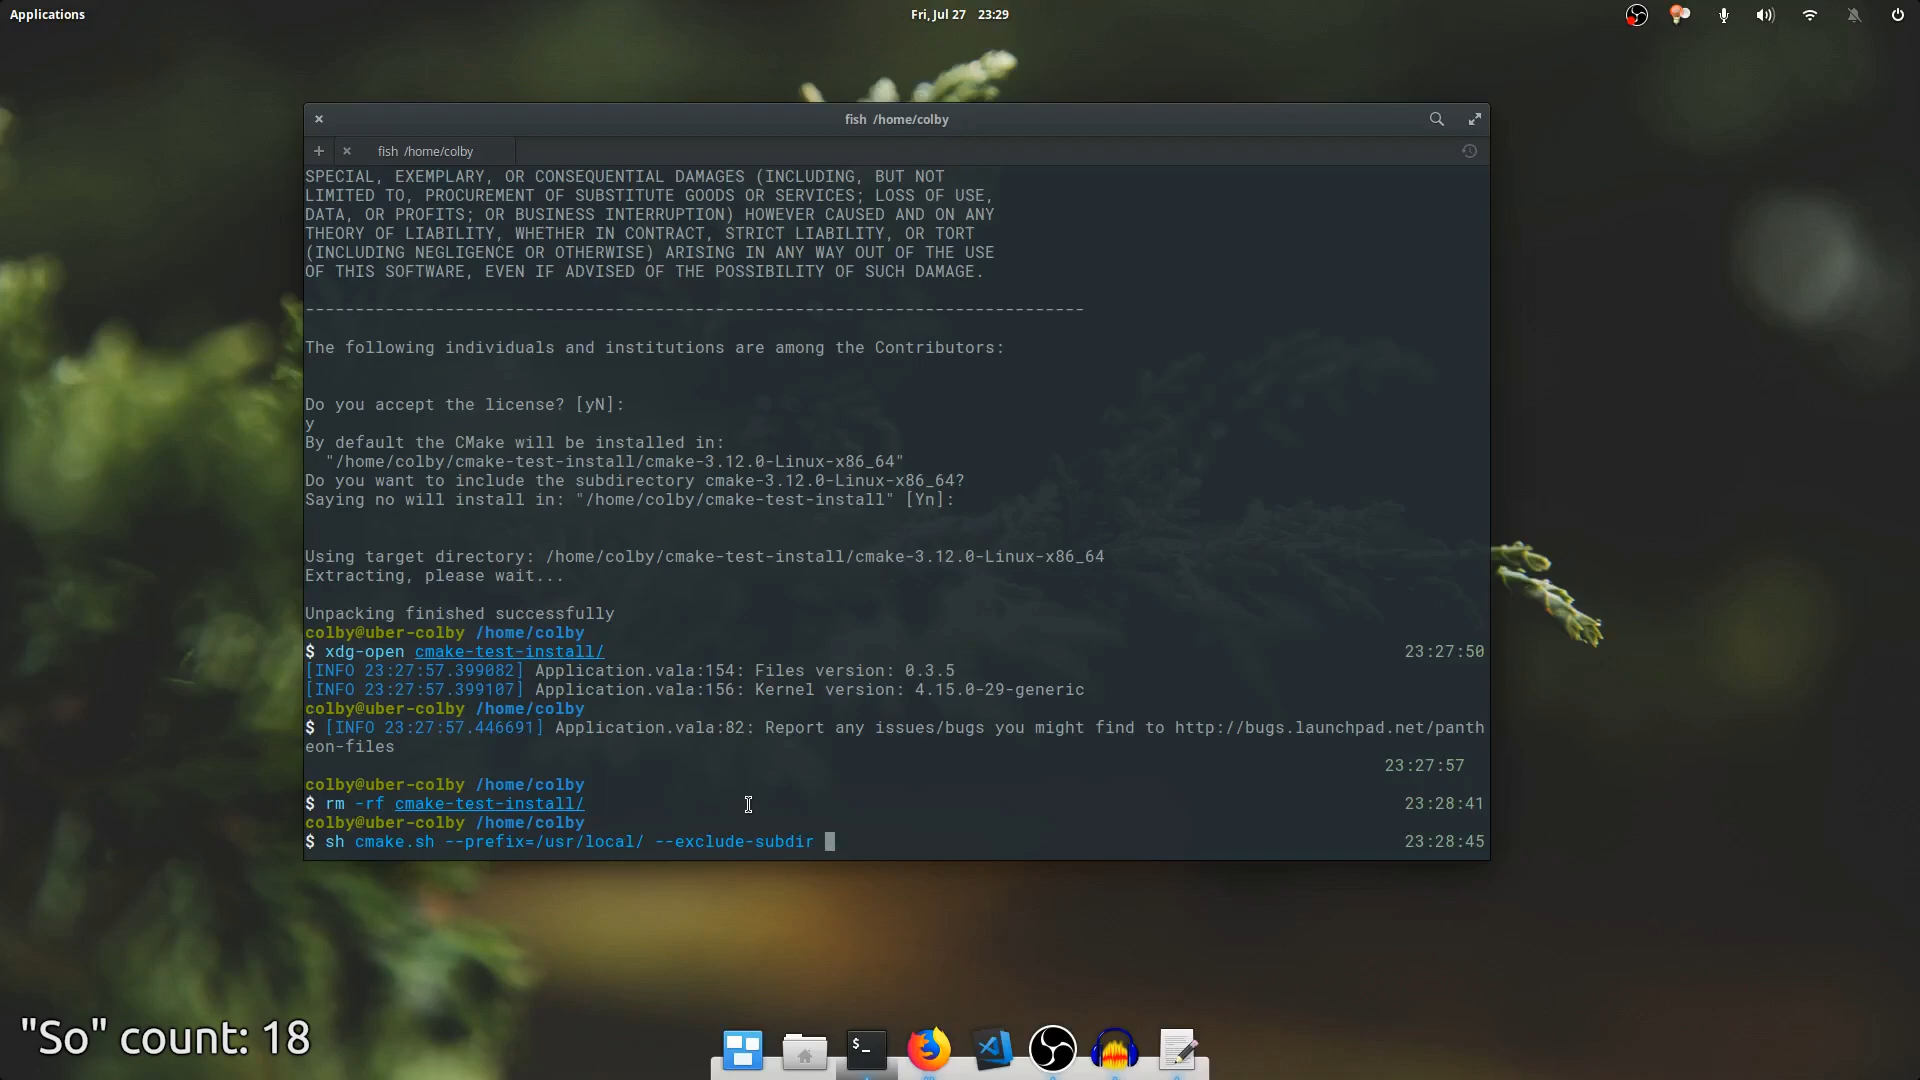 Applications
Fri, Jul 27 23:29
fish /home/colby
fish /home/colby
SPECIAL, EXEMPLARY, OR CONSEQUENTIAL DAMAGES (INCLUDING, BUT NOT
LIMITED TO, PROCUREMENT OF SUBSTITUTE GOODS OR SERVICES; LOSS OF USE,
DATA, OR PROFITS; OR BUSINESS INTERRUPTION) HOWEVER CAUSED AND ON ANY
THEORY OF LIABILITY, WHETHER IN CONTRACT, STRICT LIABILITY, OR TORT
(INCLUDING NEGLIGENCE OR OTHERWISE) ARISING IN ANY WAY OUT OF THE USE
OF THIS SOFTWARE, EVEN IF ADVISED OF THE POSSIBILITY OF SUCH DAMAGE.
------------------------------------------------------------------------------
The following individuals and institutions are among the Contributors:
Do you accept the license? [yN]:
y
By default the CMake will be installed in:
"/home/colby/cmake-test-install/cmake-3.12.0-Linux-x86_64"
Do you want to include the subdirectory cmake-3.12.0-Linux-x86_64?
Saying no will install in: "/home/colby/cmake-test-install" [Yn]:
Using target directory: /home/colby/cmake-test-install/cmake-3.12.0-Linux-x86_64
Extracting, please wait...
Unpacking finished successfully
colby@uber-colby /home/colby
$ xdg-open cmake-test-install/ 23:27:50
[INFO 23:27:57.399082] Application.vala:154: Files version: 0.3.5
[INFO 23:27:57.399107] Application.vala:156: Kernel version: 4.15.0-29-generic
colby@uber-colby /home/colby
$ [INFO 23:27:57.446691] Application.vala:82: Report any issues/bugs you might find to http://bugs.launchpad.net/panth
eon-files
23:27:57
colby@uber-colby /home/colby
$ rm -rf cmake-test-install/ 23:28:41
colby@uber-colby /home/colby
$ sh cmake.sh --prefix=/usr/local/ --exclude-subdir 23:28:45
"So" count: 18
$_